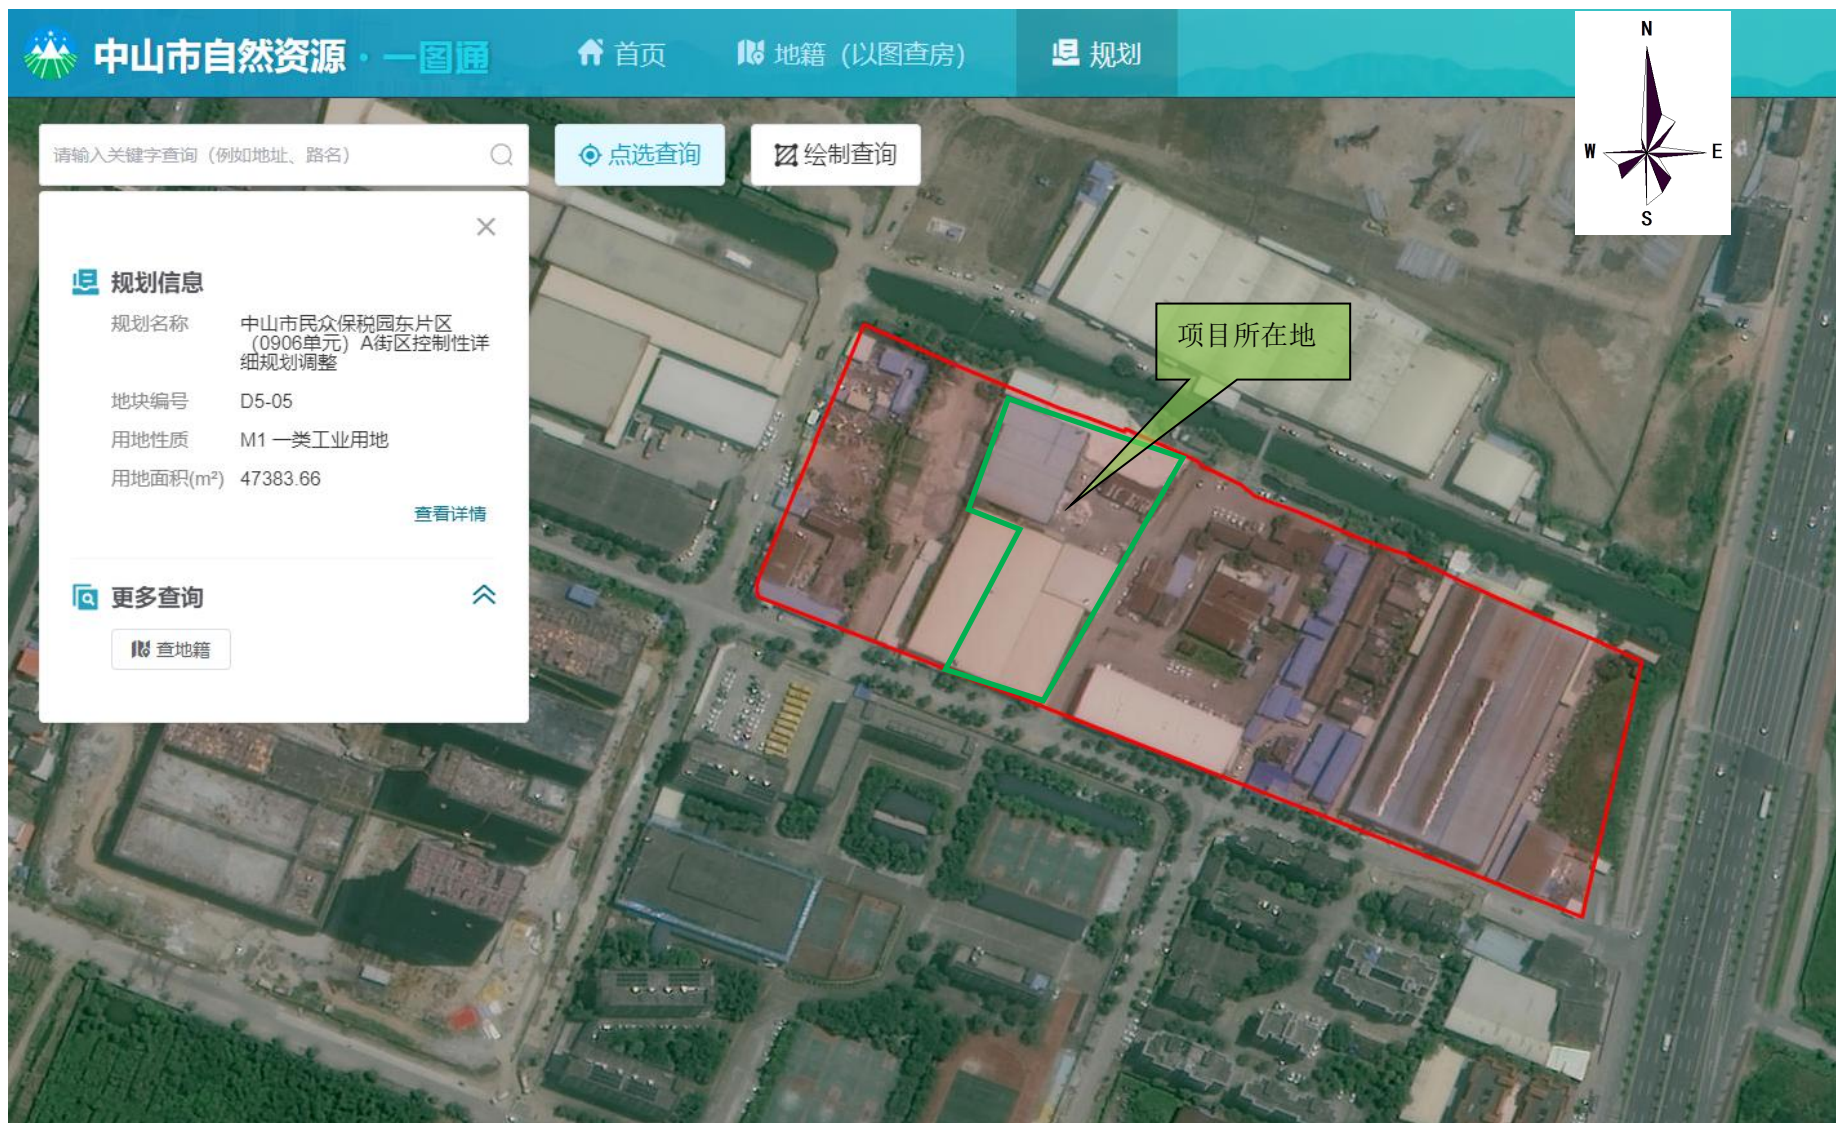 中山市自然资源·一图通
首页
地籍（以图查房）
规划
N
W
E
S
请输入关键字查询（例如地址、路名）
点选查询
绘制查询
规划信息
规划名称
中山市民众保税园东片区
（0906单元）A街区控制性详
细规划调整
地块编号
D5-05
用地性质
M1 一类工业用地
用地面积(m²)
47383.66
查看详情
更多查询
查地籍
项目所在地